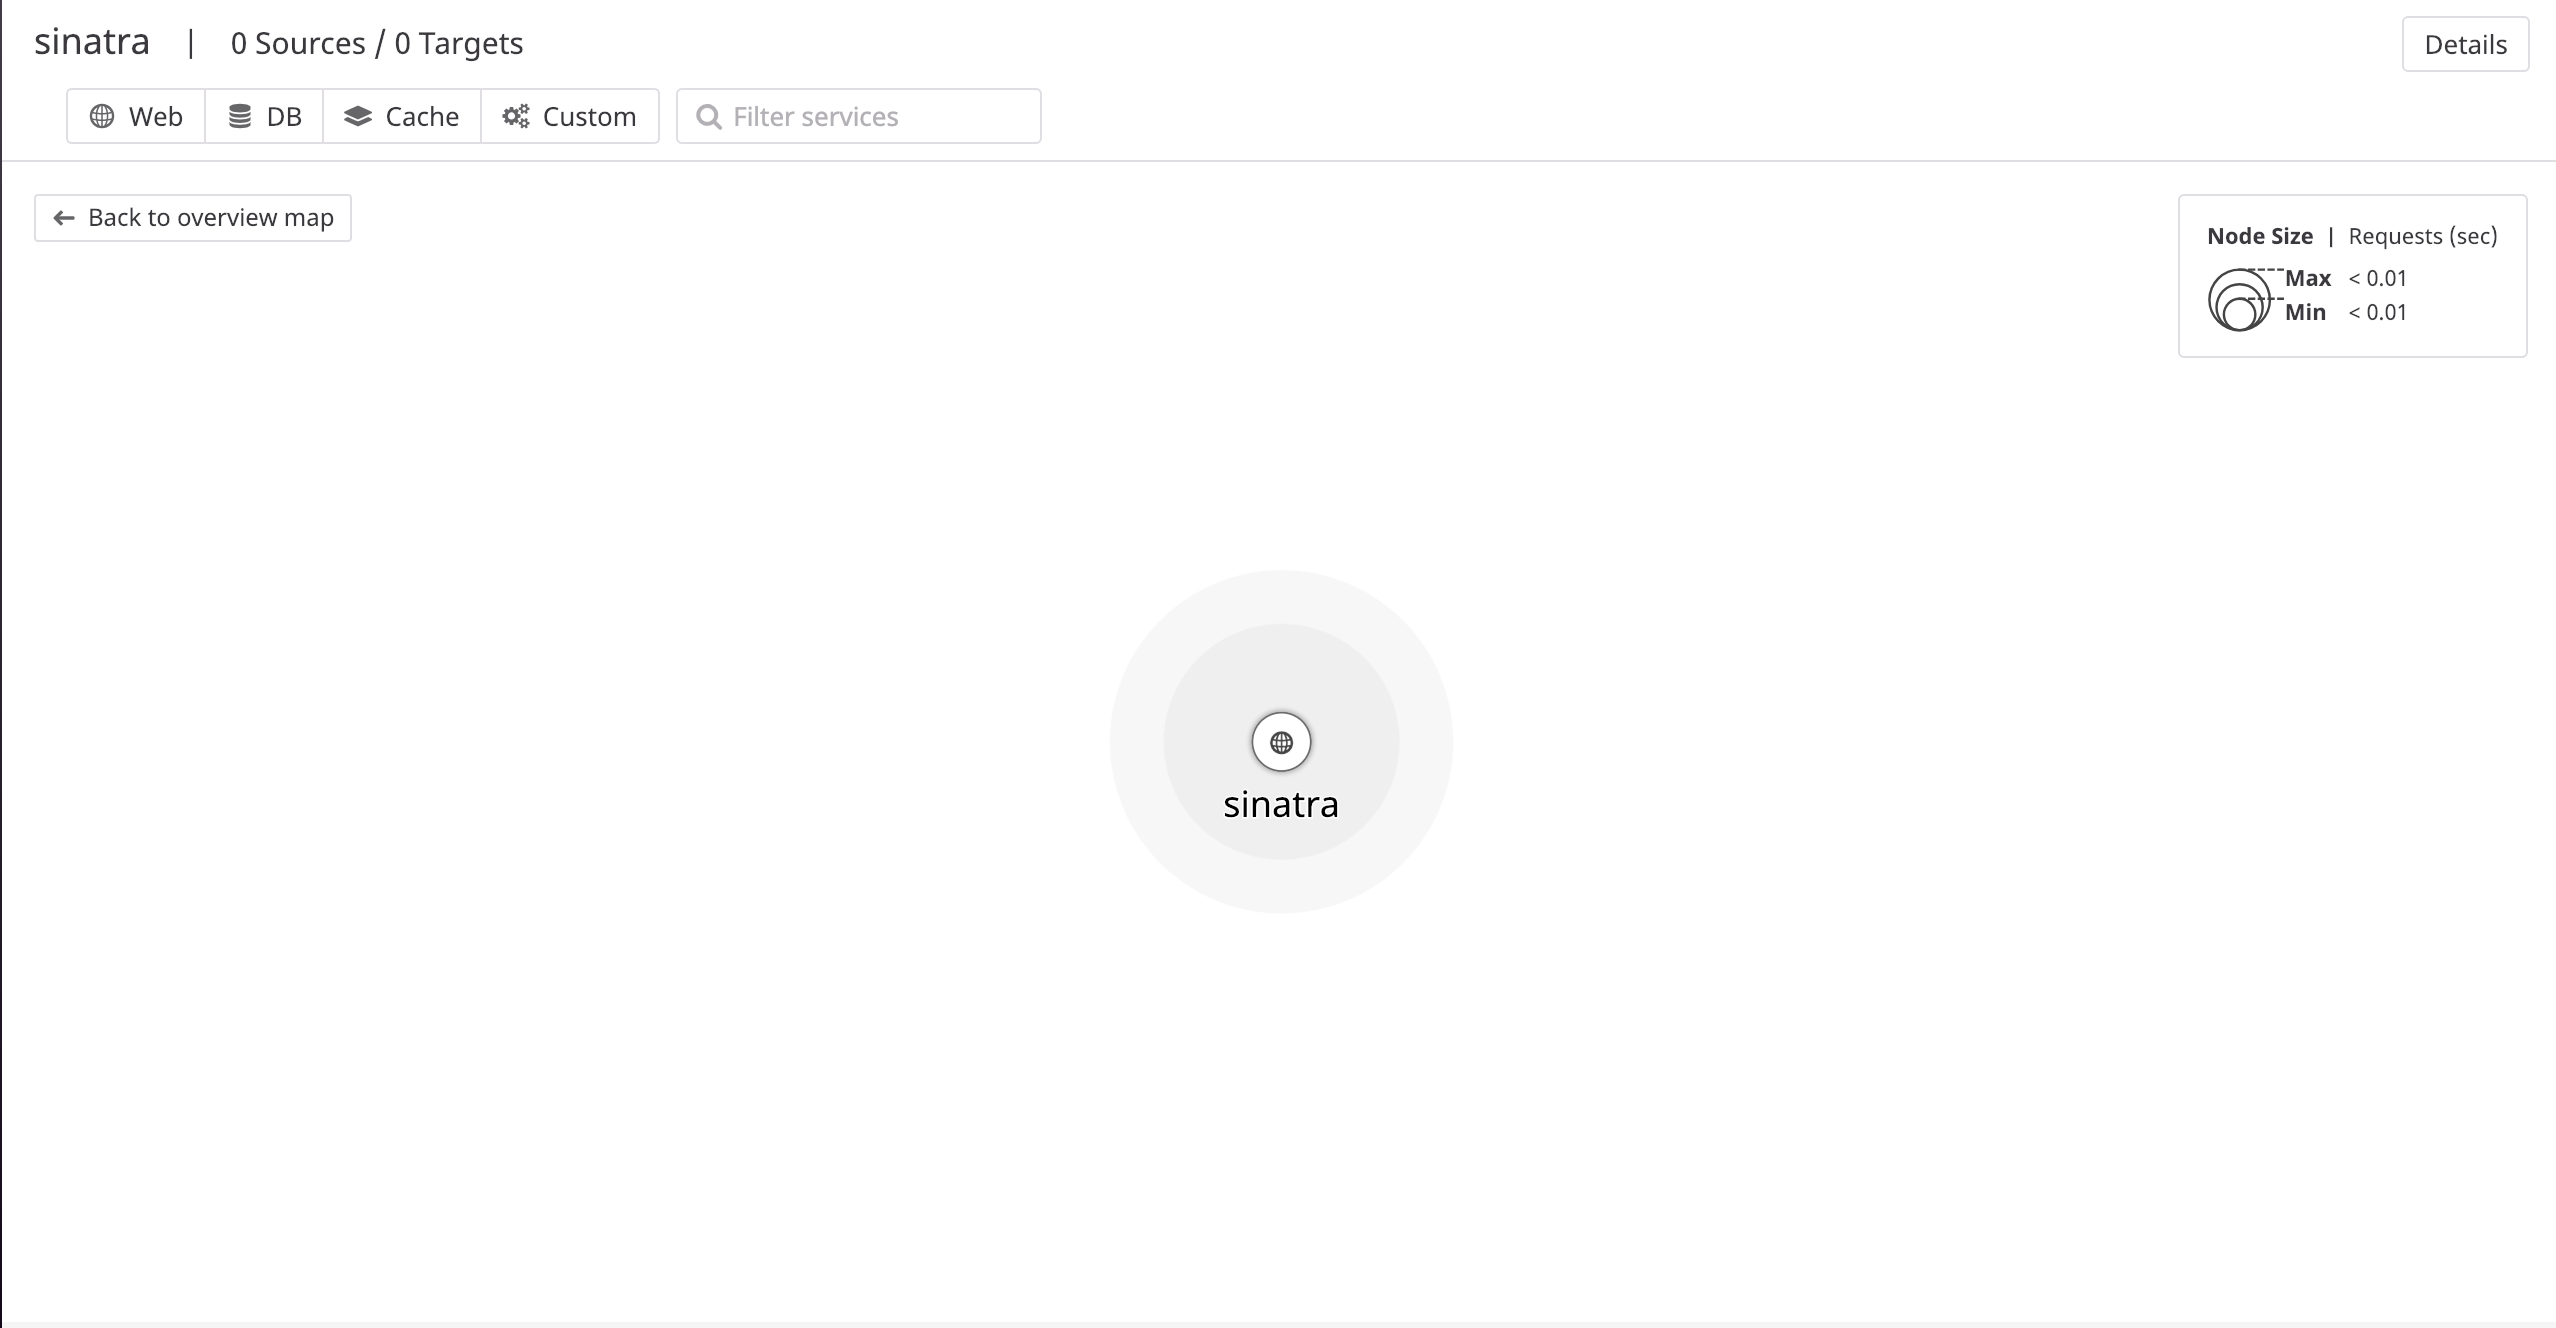 sinatra | 0 Sources / 0 Targets
Details
Web DB Cache Custom Filter services
Back to overview map
Node Size | Requests (sec)
Max < 0.01
Min < 0.01
sinatra